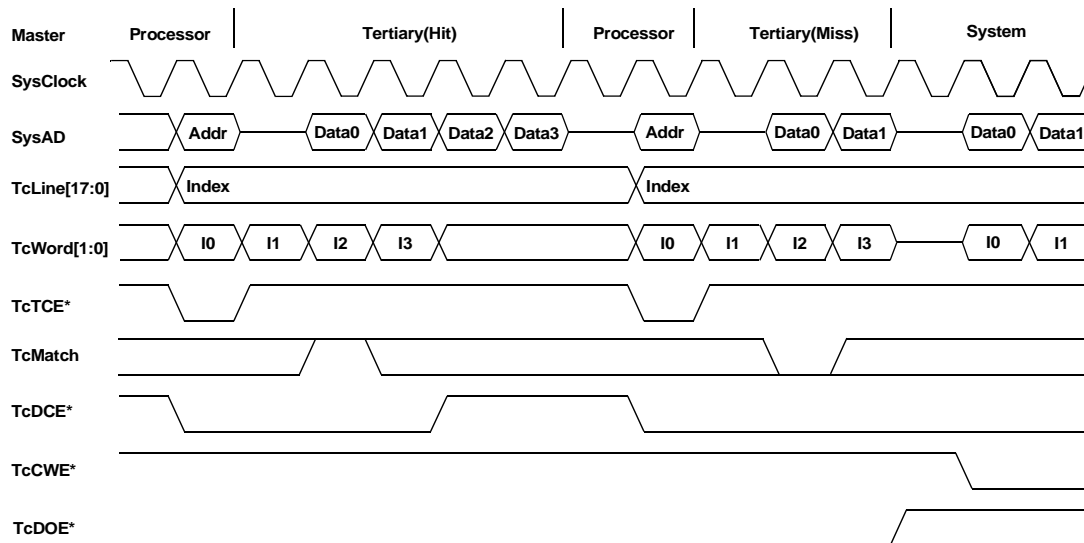 Master Processor Tertiary(Hit) Processor Tertiary(Miss) System
SysClock
SysAD Addr Data0 Data1 Data2 Data3 Addr Data0 Data1 Data0 Data1
TcLine[17:0] Index Index
TcWord[1:0] I0 I1 I2 I3 I0 I1 I2 I3 I0 I1
TcTCE*
TcMatch
TcDCE*
TcCWE*
TcDOE*